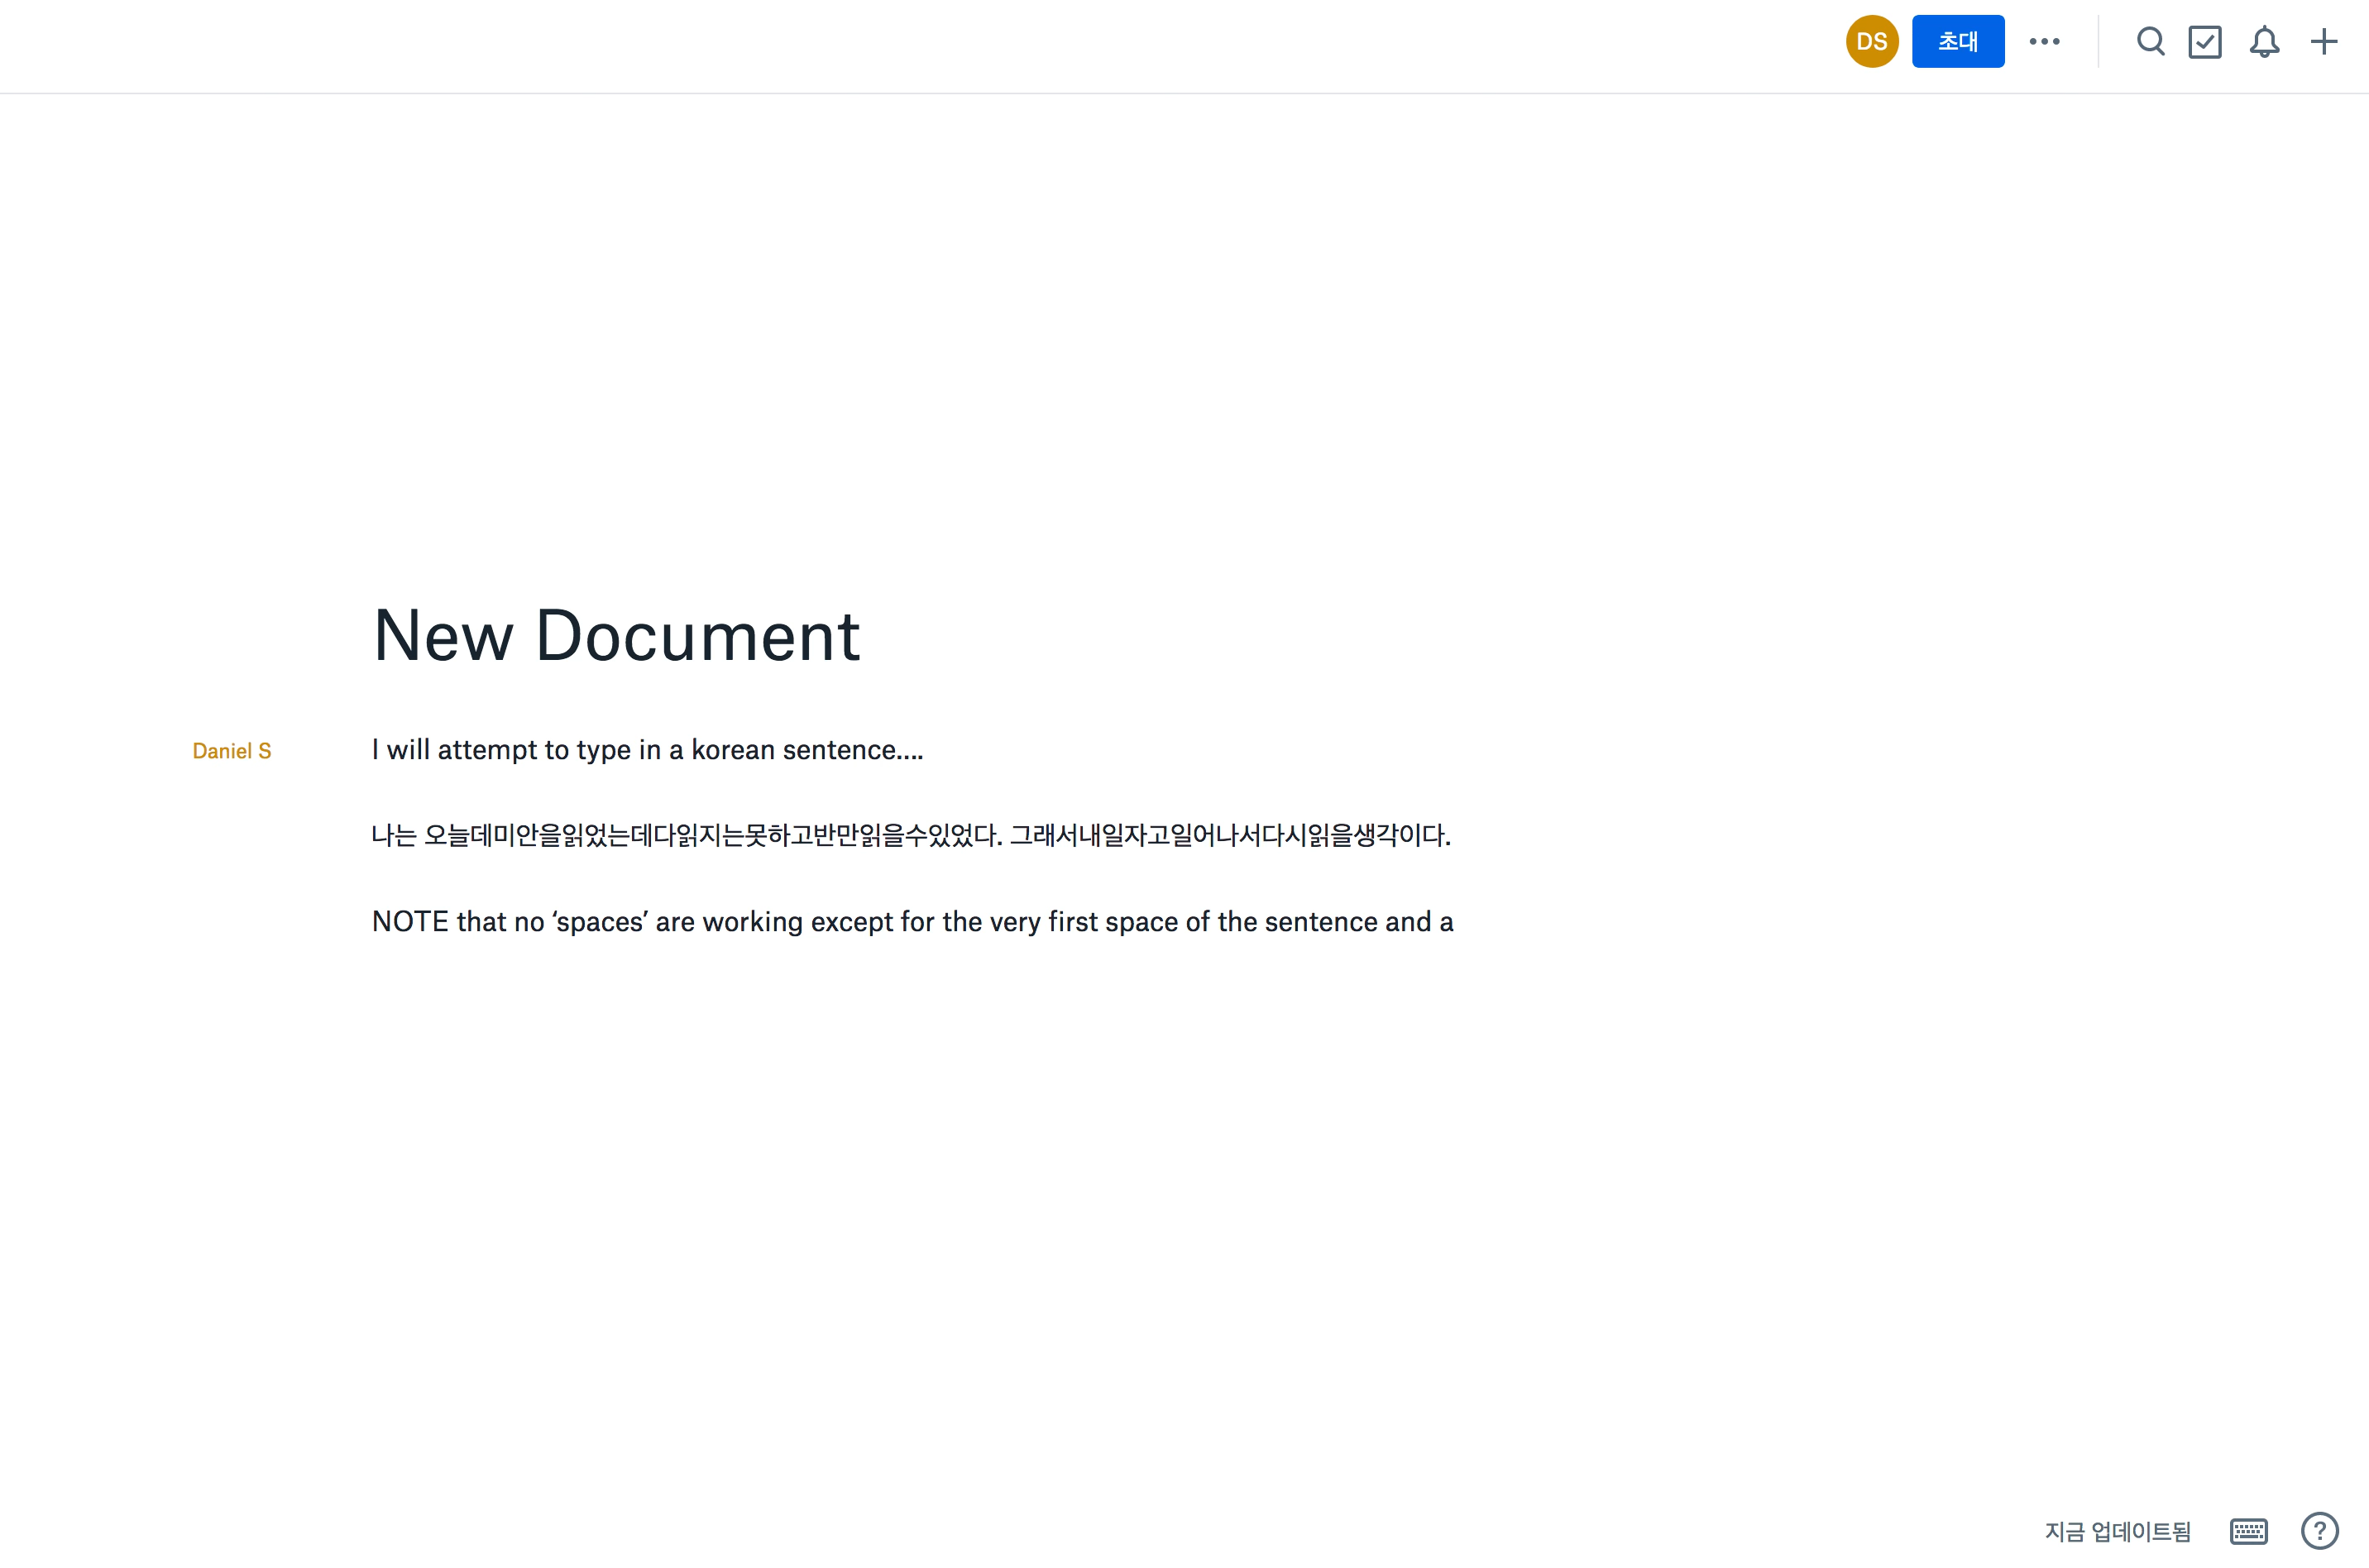 DS 초대
New Document
Daniel S I will attempt to type in a korean sentence....
나는 오늘데미안을읽었는데다읽지는못하고반만읽을수있었다. 그래서내일자고일어나서다시읽을생각이다.
NOTE that no ‘spaces’ are working except for the very first space of the sentence and a
지금 업데이트됨 ?